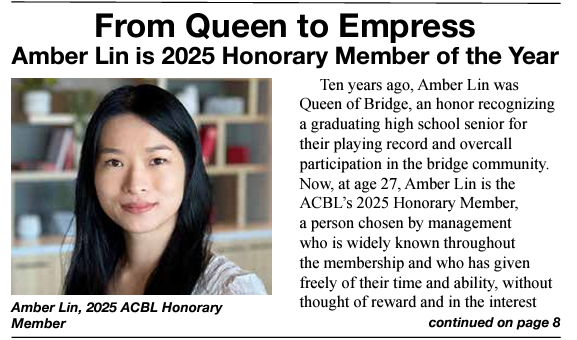 From Queen to Empress
Amber Lin is 2025 Honorary Member of the Year
Ten years ago, Amber Lin was
Queen of Bridge, an honor recognizing
a graduating high school senior for
their playing record and overcall
participation in the bridge community.
Now, at age 27, Amber Lin is the
ACBL’s 2025 Honorary Member,
a person chosen by management
who is widely known throughout
the membership and who has given
freely of their time and ability, without
thought of reward and in the interest
continued on page 8
Amber Lin, 2025 ACBL Honorary
Member